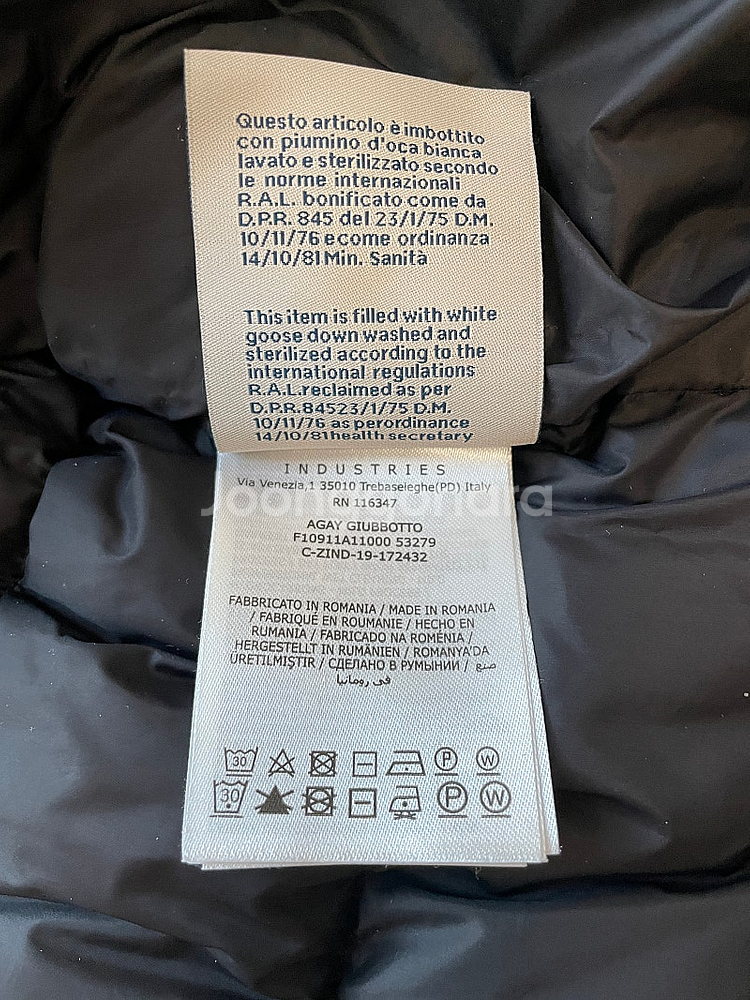 Questo articolo è imbottito
con piumino d'oca bianca
lavato e sterilizzato secondo
le norme internazionali
R.A.L. bonificato come da
D.P.R. 845 del 23/1/75 D.M.
10/11/76 e come ordinanza
14/10/81 Min. Sanità
This item is filled with white
goose down washed and
sterilized according to the
international regulations
R.A.L.reclaimed as per
D.P.R.84523/1/75 D.M.
10/11/76 as perordinance
14/10/81health secretary
INDUSTRIES
Via Venezia,1 35010 Trebaseleghe(PD) Italy
RN 116347
Joongna
AGAY GIUBBOTTO
F10911A11000 53279
C-ZIND-19-172432
FABBRICATO IN ROMANIA / MADE IN ROMANIA
/ FABRIQUÉ EN ROUMANIE / HECHO EN
RUMANIA / FABRICADO NA ROMÉNIA /
HERGESTELLT IN RUMÄNIEN / ROMANYA'DA
ÜRETILMIŞTIR / СДЕЛАНО В РУМЫНИИ / صنع
في رومانيا
30 P W
30 P W